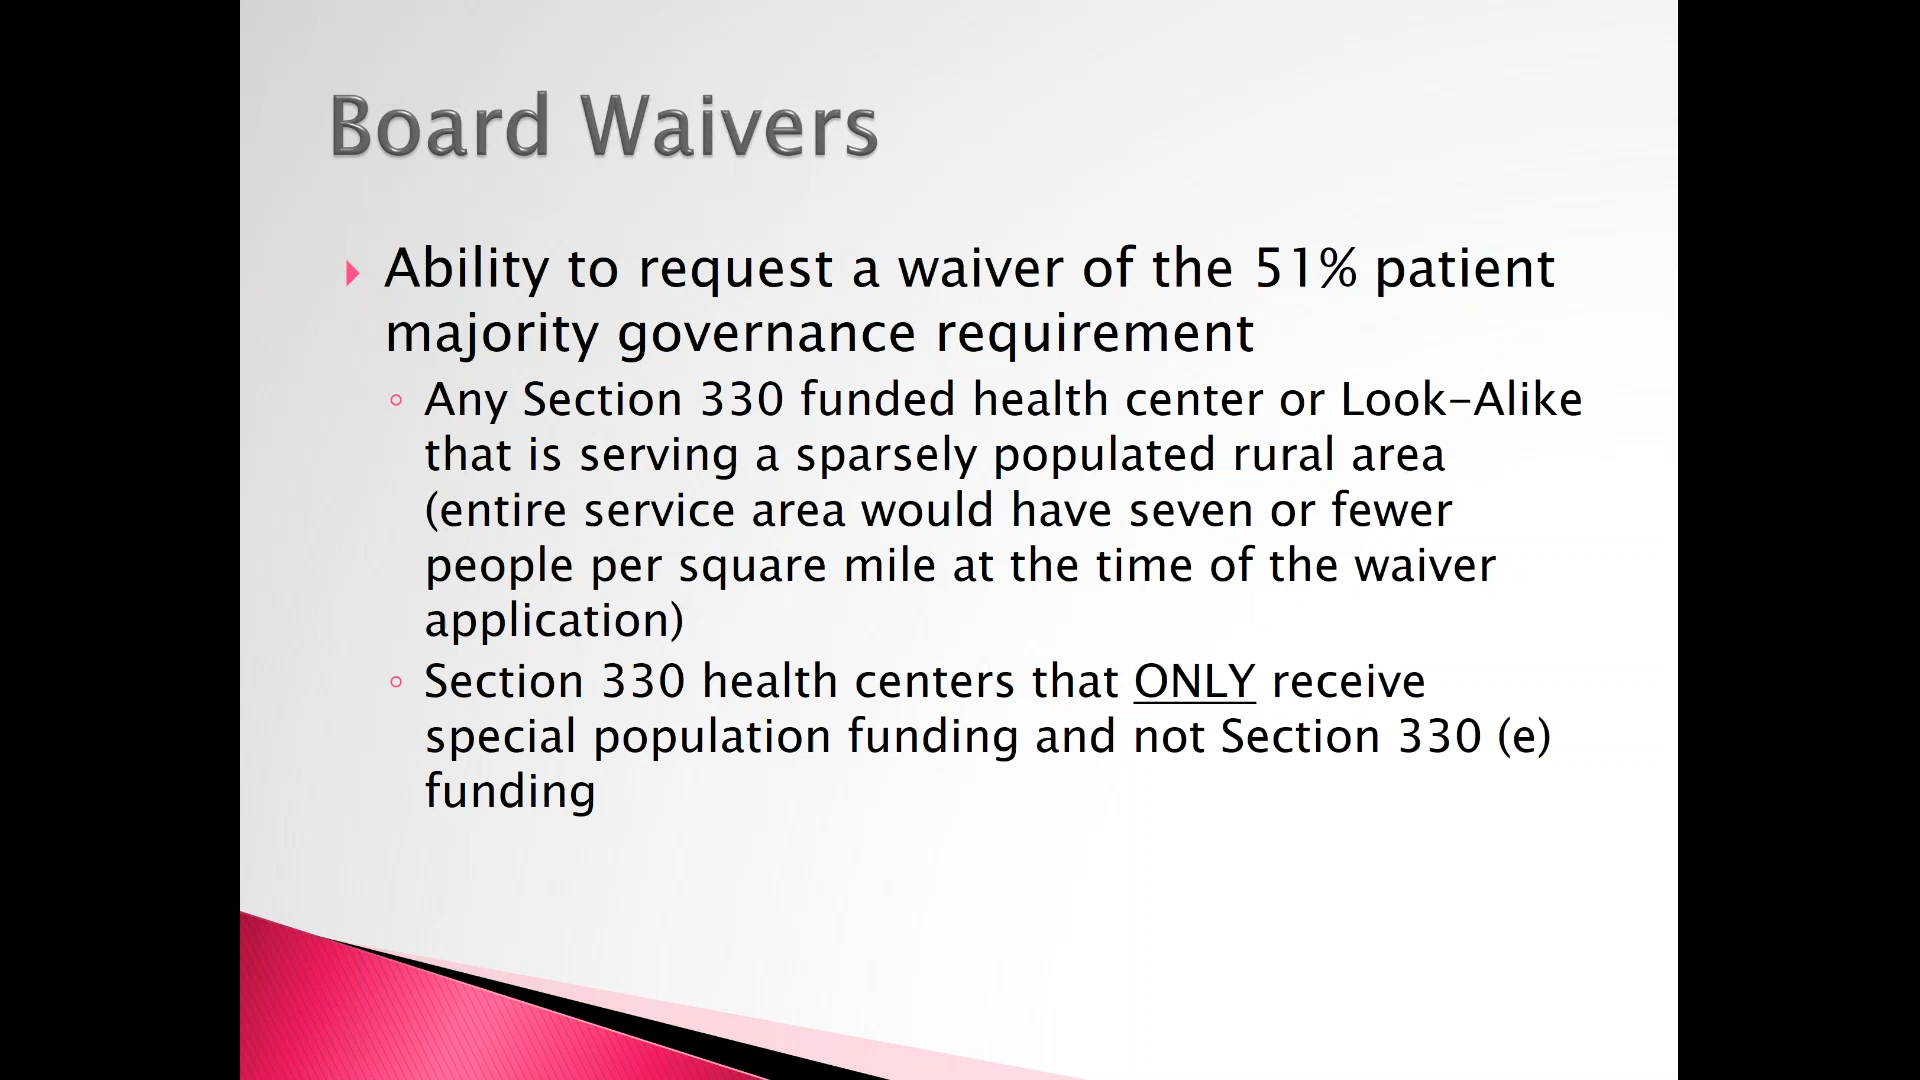 Board Waivers
Ability to request a waiver of the 51% patient
majority governance requirement
Any Section 330 funded health center or Look-Alike
that is serving a sparsely populated rural area
(entire service area would have seven or fewer
people per square mile at the time of the waiver
application)
Section 330 health centers that ONLY receive
special population funding and not Section 330 (e)
funding